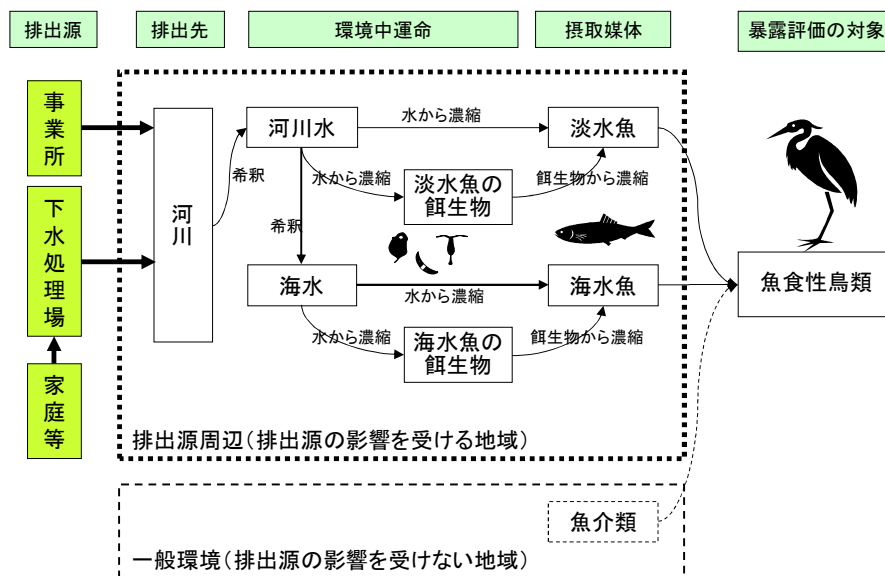 排出源
排出先
環境中運命
摂取媒体
暴露評価の対象
事業所
下水処理場
家庭等
河川
希釈
河川水
水から濃縮
淡水魚
水から濃縮
淡水魚の
餌生物
餌生物から濃縮
希釈
海水
水から濃縮
海水魚
水から濃縮
海水魚の
餌生物
餌生物から濃縮
魚食性鳥類
排出源周辺(排出源の影響を受ける地域)
魚介類
一般環境(排出源の影響を受けない地域)